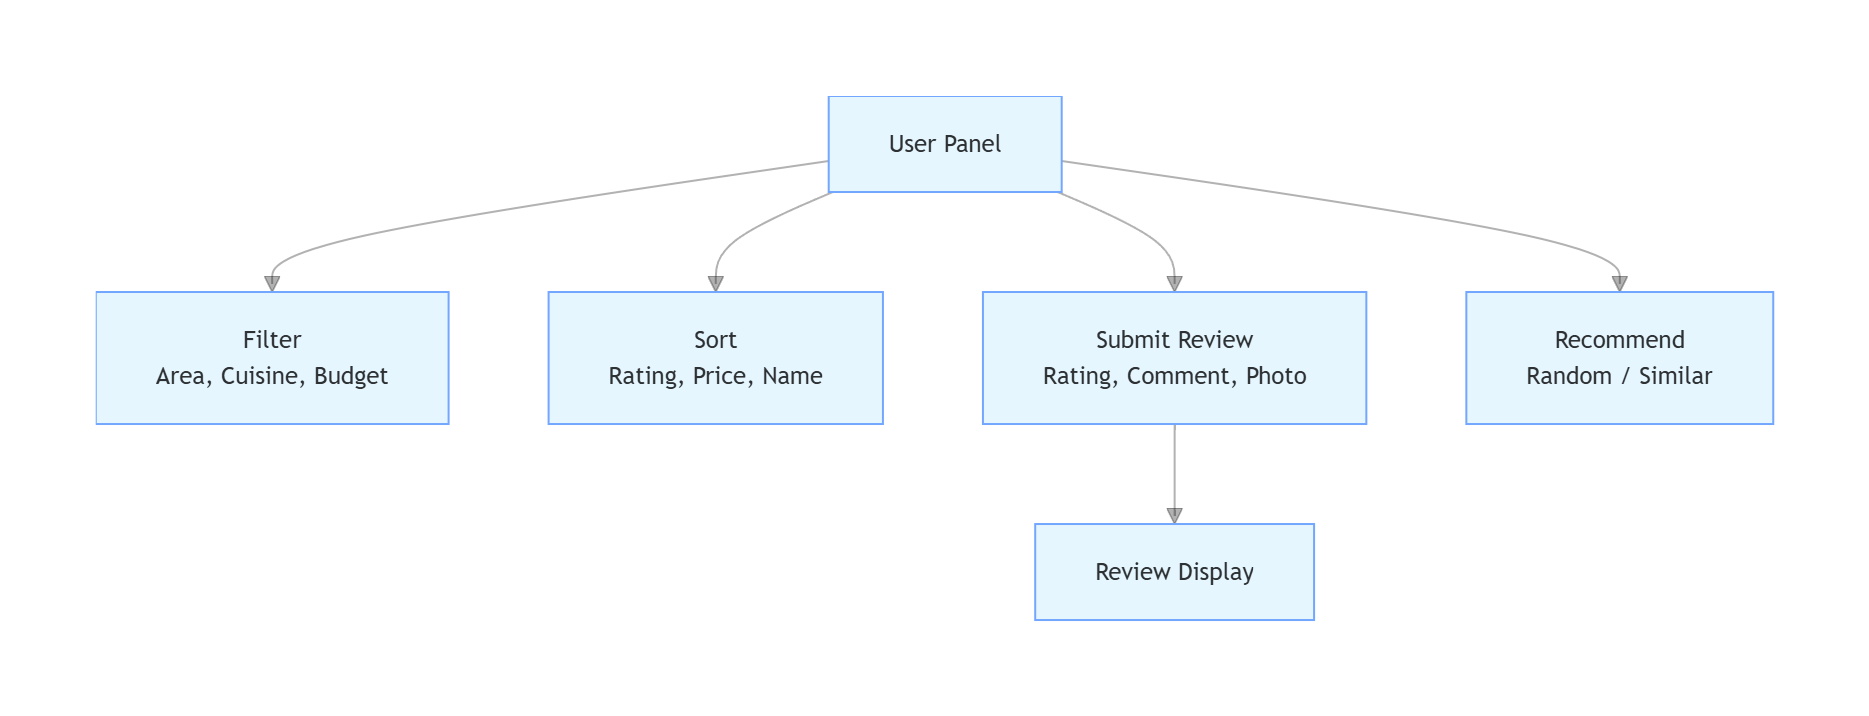 User Panel
Filter
Area, Cuisine, Budget
Sort
Rating, Price, Name
Submit Review
Rating, Comment, Photo
Recommend
Random / Similar
Review Display